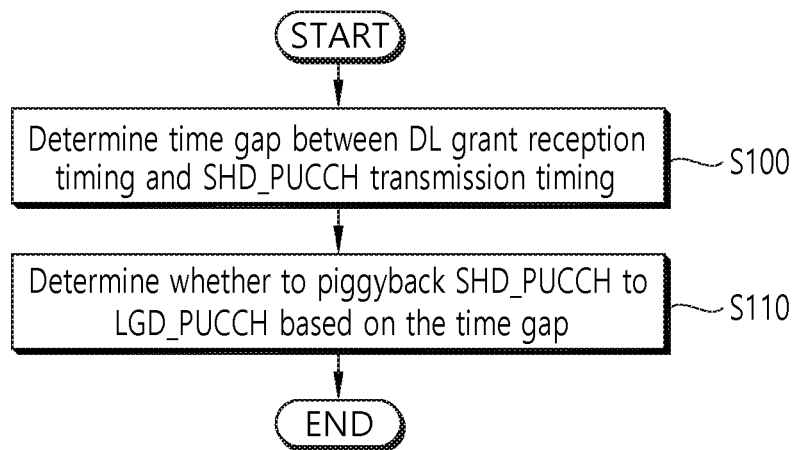 START
Determine time gap between DL grant reception
timing and SHD_PUCCH transmission timing
S100
Determine whether to piggyback SHD_PUCCH to
LGD_PUCCH based on the time gap
S110
END